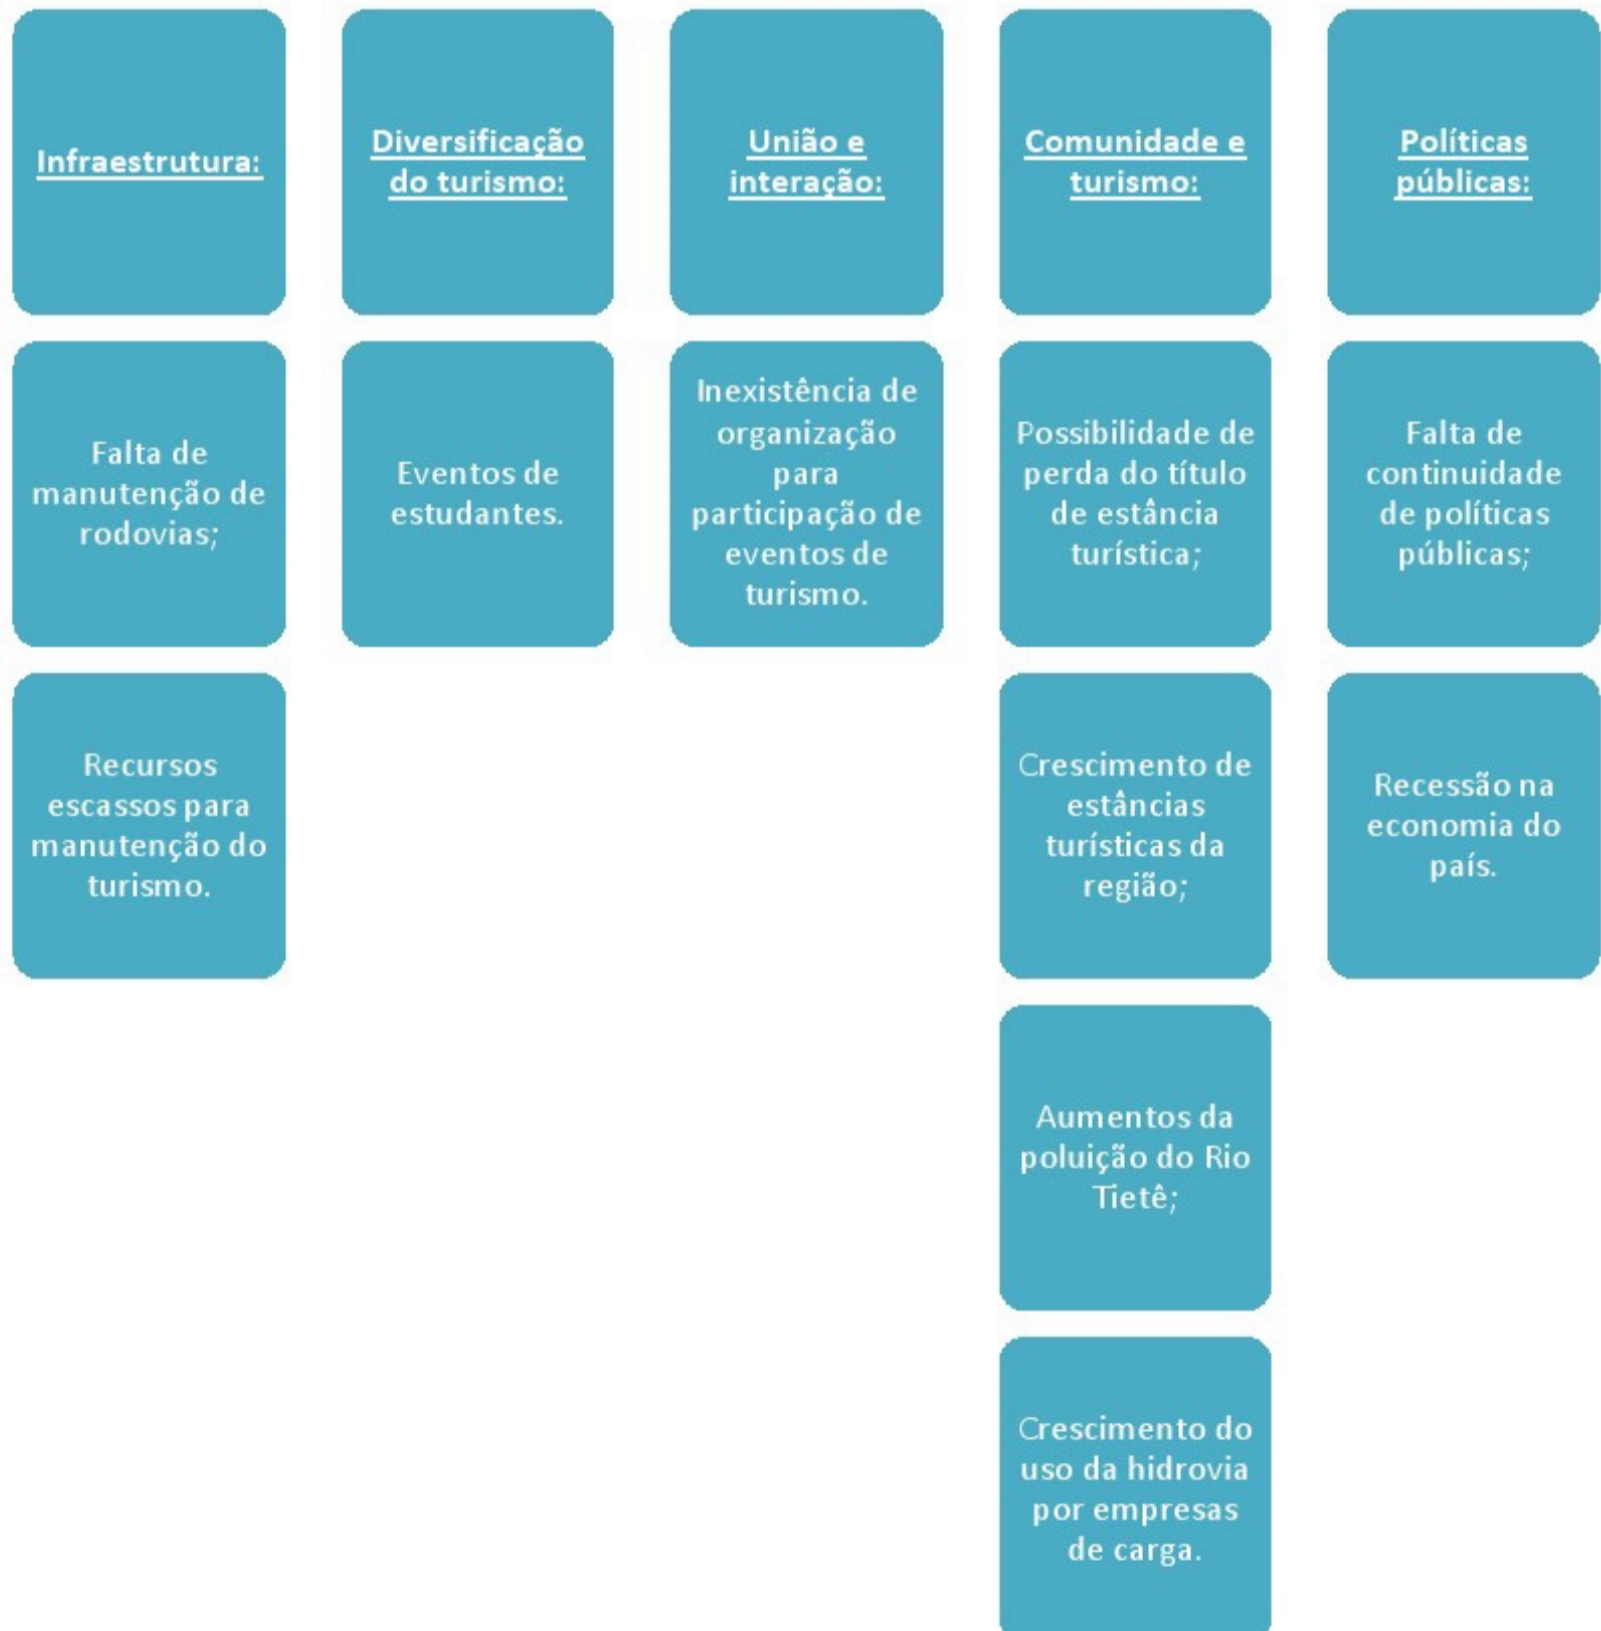 Infraestrutura:
Falta de
manutenção de
rodovias;
Recursos
escassos para
manutenção do
turismo.
Diversificação
do turismo:
Eventos de
estudantes.
União e
interação:
Inexistência de
organização
para
participação de
eventos de
turismo.
Comunidade e
turismo:
Possibilidade de
perda do título
de estância
turística;
Crescimento de
estâncias
turísticas da
região;
Aumentos da
poluição do Rio
Tietê;
Crescimento do
uso da hidrovia
por empresas
de carga.
Políticas
públicas:
Falta de
continuidade
de políticas
públicas;
Recessão na
economia do
país.